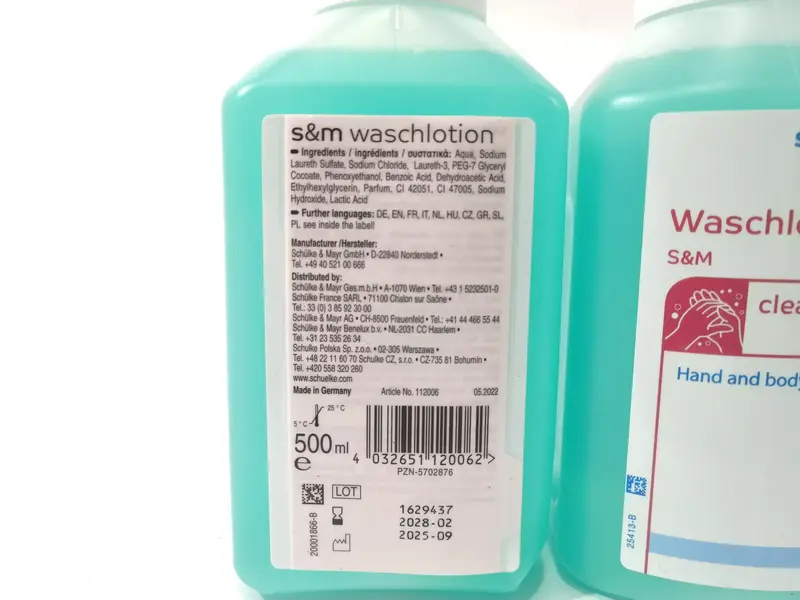 s&m waschlotion
Ingredients / ingrédients / συστατικά: Aqua, Sodium
Laureth Sulfate, Sodium Chloride, Laureth-3, PEG-7 Glyceryl
Cocoate, Phenoxyethanol, Benzoic Acid, Dehydroacetic Acid,
Ethylhexylglycerin, Parfum, CI 42051, CI 47005, Sodium
Hydroxide, Lactic Acid
Further languages: DE, EN, FR, IT, NL, HU, CZ, GR, SL,
PL see inside the label!
Manufacturer /Hersteller:
Schülke & Mayr GmbH • D-22840 Norderstedt •
Tel. +49 40 521 00 666
Distributed by:
Schülke & Mayr Ges.m.b.H • A-1070 Wien • Tel. +43 1 5232501-0
Schülke France SARL • 71100 Chalon sur Saône •
Tel.: 33 (0) 3 85 92 30 00
Schülke & Mayr AG • CH-8500 Frauenfeld • Tel.: +41 44 466 55 44
Schülke & Mayr Benelux b.v. • NL-2031 CC Haarlem •
Tel. +31 23 535 26 34
Schulke Polska Sp. z.o.o. • 02-305 Warszawa •
Tel. +48 22 11 60 70 Schulke CZ, s.r.o. • CZ-735 81 Bohumin •
Tel. +420 558 320 260
www.schuelke.com
Made in Germany Article No. 112006 05.2022
25 °C
5 °C
500 ml
e
4 032651 120062 >
PZN-5702876
LOT
1629437
2028-02
2025-09
20001866-B
Waschlo
S&M
clea
Hand and body
25413-B